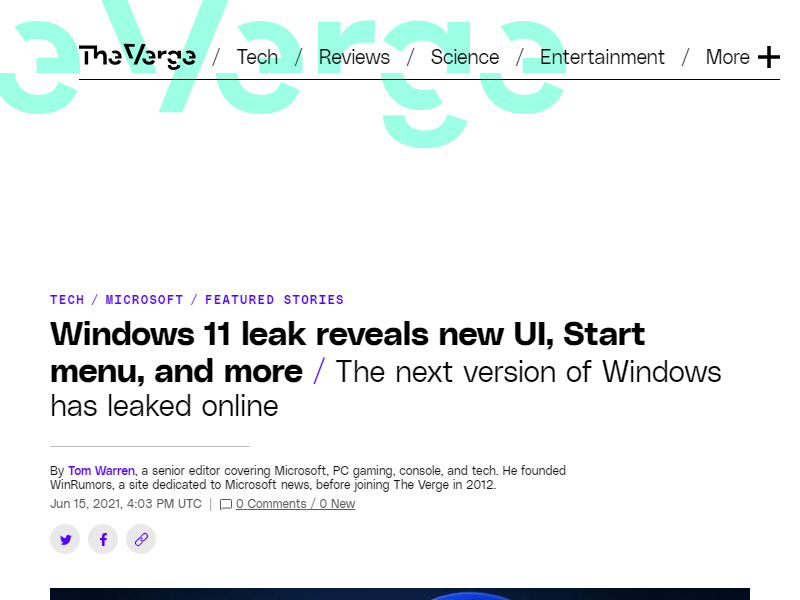 The Verge / Tech / Reviews / Science / Entertainment / More
TECH / MICROSOFT / FEATURED STORIES
Windows 11 leak reveals new UI, Start
menu, and more / The next version of Windows
has leaked online
By Tom Warren, a senior editor covering Microsoft, PC gaming, console, and tech. He founded
WinRumors, a site dedicated to Microsoft news, before joining The Verge in 2012.
Jun 15, 2021, 4:03 PM UTC | 0 Comments / 0 New